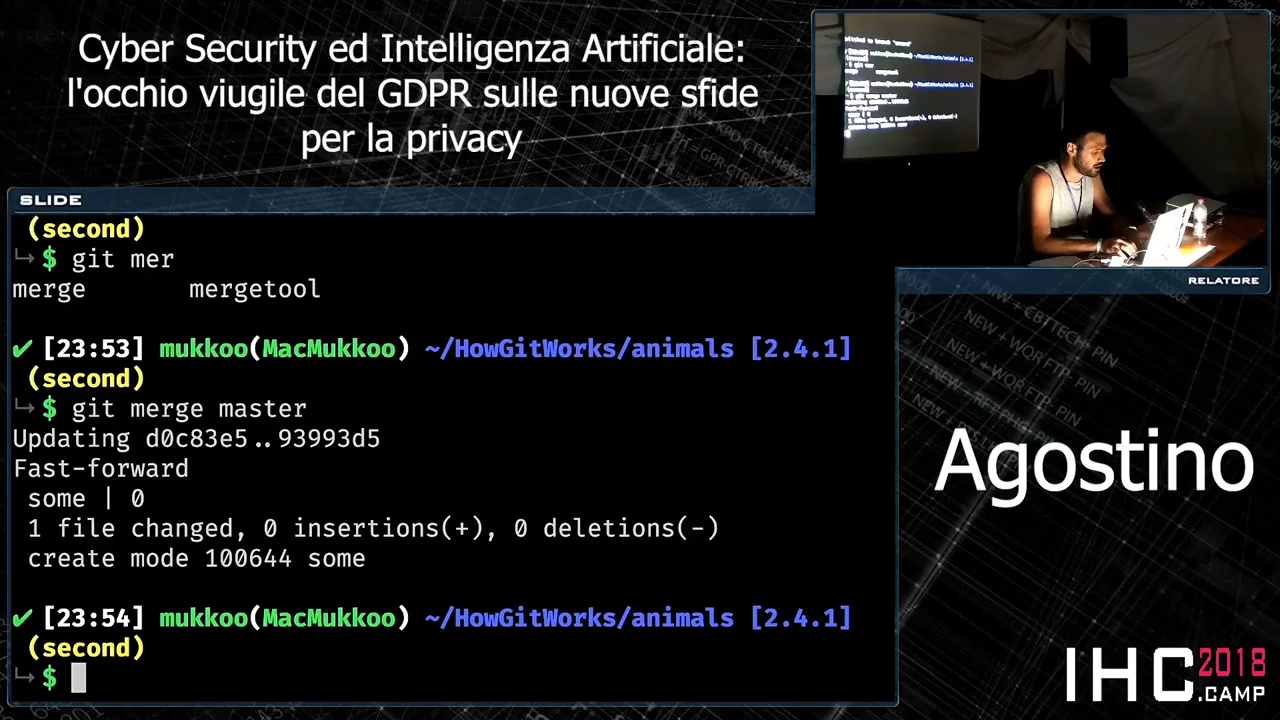 Cyber Security ed Intelligenza Artificiale:
l'occhio viugile del GDPR sulle nuove sfide
per la privacy
SLIDE
(second)
↳ $ git mer
merge mergetool
✔ [23:53] mukkoo(MacMukkoo) ~/HowGitWorks/animals [2.4.1]
(second)
↳ $ git merge master
Updating d0c83e5..93993d5
Fast-forward
some | 0
1 file changed, 0 insertions(+), 0 deletions(-)
create mode 100644 some
✔ [23:54] mukkoo(MacMukkoo) ~/HowGitWorks/animals [2.4.1]
(second)
↳ $
RELATORE
Agostino
IHC 2018
.CAMP